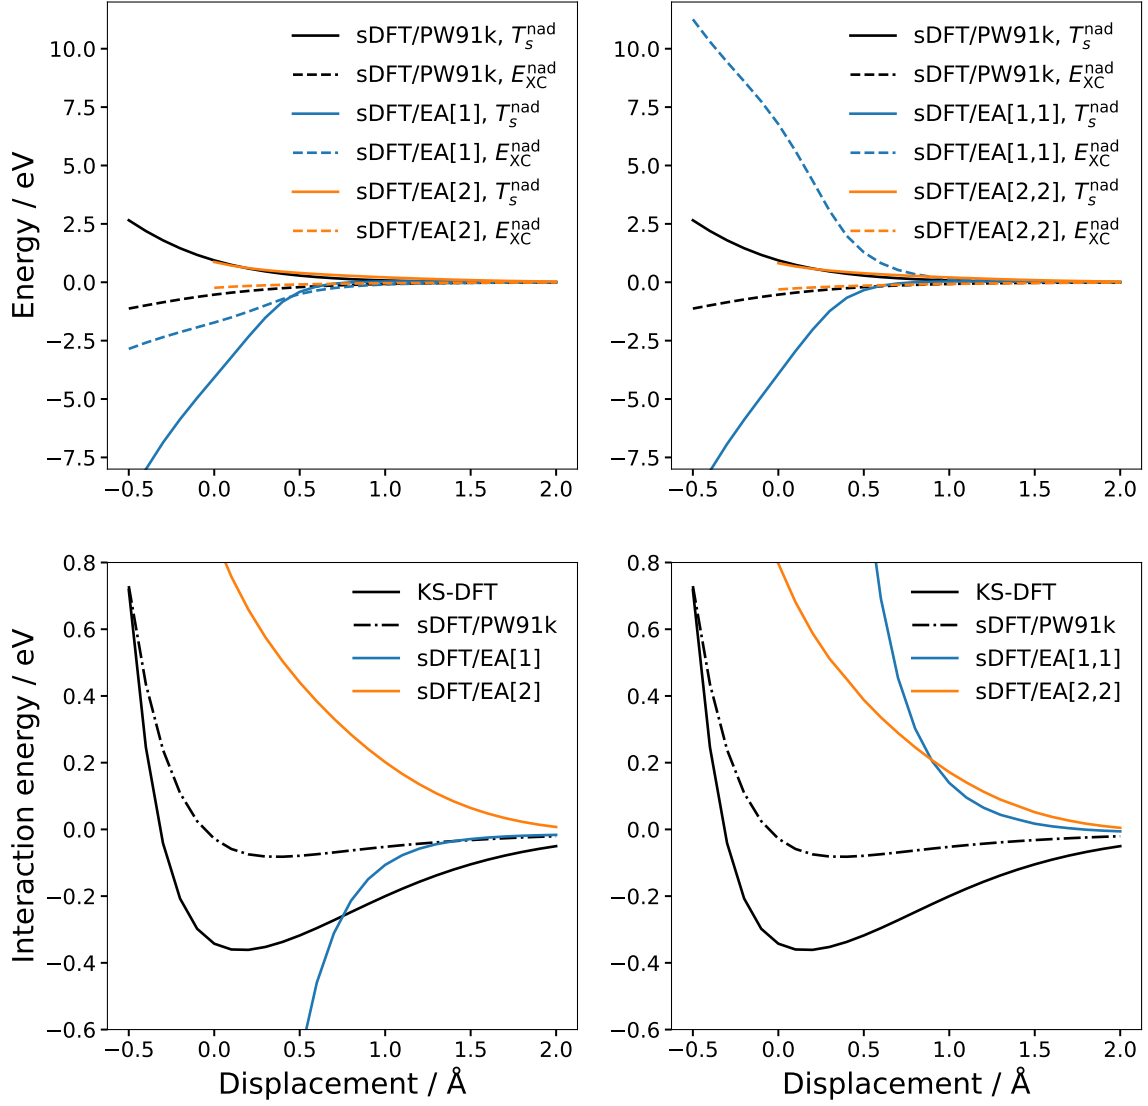 Energy / eV
10.0
7.5
5.0
2.5
0.0
−2.5
−5.0
−7.5
−0.5 0.0 0.5 1.0 1.5 2.0
sDFT/PW91k, T_s^nad
sDFT/PW91k, E_XC^nad
sDFT/EA[1], T_s^nad
sDFT/EA[1], E_XC^nad
sDFT/EA[2], T_s^nad
sDFT/EA[2], E_XC^nad
10.0
7.5
5.0
2.5
0.0
−2.5
−5.0
−7.5
−0.5 0.0 0.5 1.0 1.5 2.0
sDFT/PW91k, T_s^nad
sDFT/PW91k, E_XC^nad
sDFT/EA[1,1], T_s^nad
sDFT/EA[1,1], E_XC^nad
sDFT/EA[2,2], T_s^nad
sDFT/EA[2,2], E_XC^nad
Interaction energy / eV
0.8
0.6
0.4
0.2
0.0
−0.2
−0.4
−0.6
−0.5 0.0 0.5 1.0 1.5 2.0
Displacement / Å
KS-DFT
sDFT/PW91k
sDFT/EA[1]
sDFT/EA[2]
0.8
0.6
0.4
0.2
0.0
−0.2
−0.4
−0.6
−0.5 0.0 0.5 1.0 1.5 2.0
Displacement / Å
KS-DFT
sDFT/PW91k
sDFT/EA[1,1]
sDFT/EA[2,2]